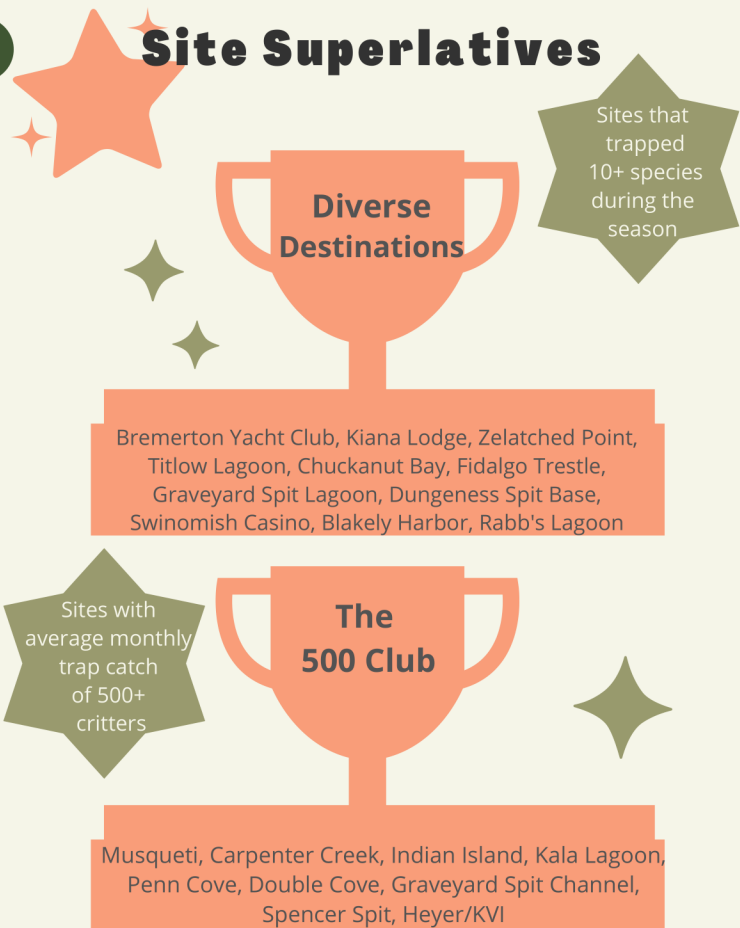 Site Superlatives
Sites that
trapped
10+ species
during the
season
Diverse
Destinations
Bremerton Yacht Club, Kiana Lodge, Zelatched Point,
Titlow Lagoon, Chuckanut Bay, Fidalgo Trestle,
Graveyard Spit Lagoon, Dungeness Spit Base,
Swinomish Casino, Blakely Harbor, Rabb's Lagoon
Sites with
average monthly
trap catch
of 500+
critters
The
500 Club
Musqueti, Carpenter Creek, Indian Island, Kala Lagoon,
Penn Cove, Double Cove, Graveyard Spit Channel,
Spencer Spit, Heyer/KVI